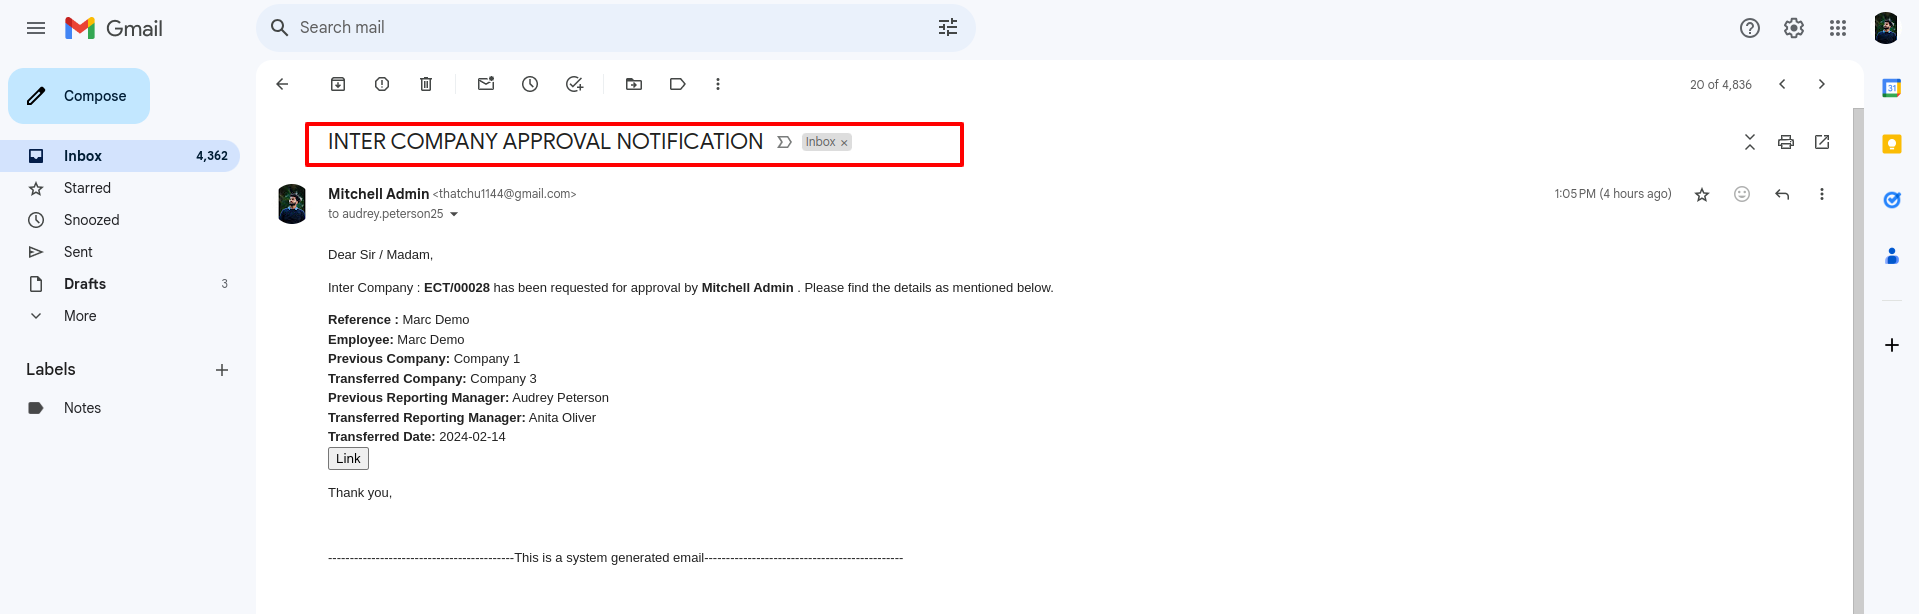 Gmail
Search mail
Compose
20 of 4,836
31
INTER COMPANY APPROVAL NOTIFICATION Inbox ×
Inbox 4,362
Starred
Snoozed
Sent
Drafts 3
More
Labels
Notes
Mitchell Admin <thatchu1144@gmail.com> 1:05 PM (4 hours ago)
to audrey.peterson25
Dear Sir / Madam,
Inter Company : ECT/00028 has been requested for approval by Mitchell Admin . Please find the details as mentioned below.
Reference : Marc Demo
Employee: Marc Demo
Previous Company: Company 1
Transferred Company: Company 3
Previous Reporting Manager: Audrey Peterson
Transferred Reporting Manager: Anita Oliver
Transferred Date: 2024-02-14
Link
Thank you,
-------------------------------------------This is a system generated email----------------------------------------------